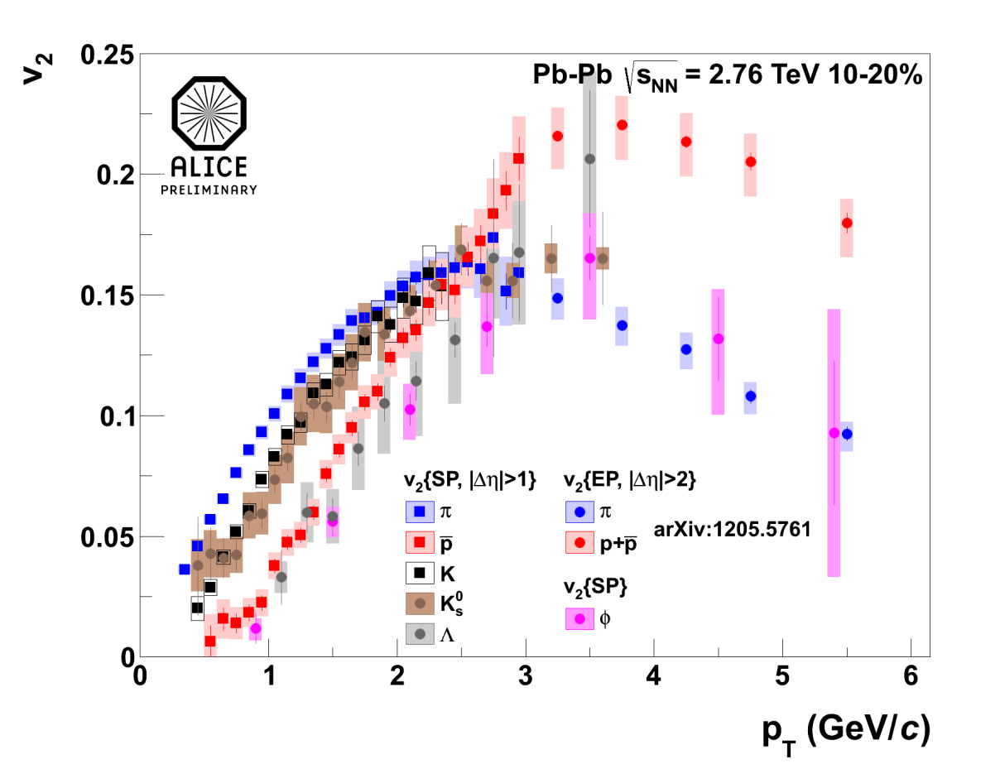 v₂
0.25
0.2
0.15
0.1
0.05
0
Pb-Pb √sNN = 2.76 TeV 10-20%
ALICE
PRELIMINARY
v₂{SP, |Δη|>1}
π
p̅
K
K⁰s
Λ
v₂{EP, |Δη|>2}
π
p+p̅
arXiv:1205.5761
v₂{SP}
ϕ
0 1 2 3 4 5 6
pT (GeV/c)